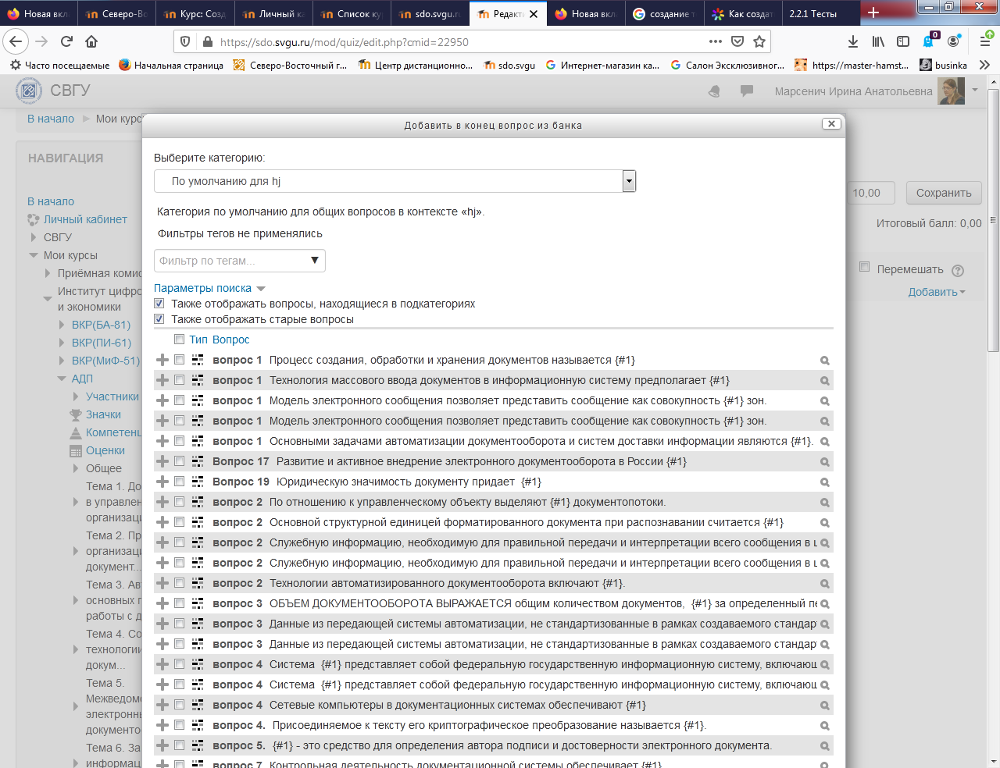 Новая вкл
Северо-Во
Курс: Созд
Личный ка
Список ку
sdo.svgu.ru
Редакти
Новая вкл
создание т
Как создат
2.2.1 Тесты
https://sdo.svgu.ru/mod/quiz/edit.php?cmid=22950
0
Часто посещаемые
Начальная страница
Северо-Восточный г...
Центр дистанционно...
sdo.svgu
Интернет-магазин ка...
Салон Эксклюзивног...
https://master-hamst...
businka
СВГУ
Марсенич Ирина Анатольевна
В начало
Мои курс
Добавить в конец вопрос из банка
НАВИГАЦИЯ
В начало
Личный кабинет
СВГУ
Мои курсы
Приёмная комис
Институт цифро
и экономики
ВКР(БА-81)
ВКР(ПИ-61)
ВКР(МиФ-51)
АДП
Участники
Значки
Компетенц
Оценки
Общее
Тема 1. До
в управлен
организаци
Тема 2. Пр
организаци
документ...
Тема 3. Ав
основных п
работы с д
Тема 4. Со
технологии
докум...
Тема 5.
Межведомс
электронны
документо
Тема 6. За
информац
Выберите категорию:
По умолчанию для hj
Категория по умолчанию для общих вопросов в контексте «hj».
Фильтры тегов не применялись
Фильтр по тегам...
Параметры поиска
Также отображать вопросы, находящиеся в подкатегориях
Также отображать старые вопросы
Тип Вопрос
вопрос 1 Процесс создания, обработки и хранения документов называется {#1}
вопрос 1 Технология массового ввода документов в информационную систему предполагает {#1}
вопрос 1 Модель электронного сообщения позволяет представить сообщение как совокупность {#1} зон.
вопрос 1 Модель электронного сообщения позволяет представить сообщение как совокупность {#1} зон.
вопрос 1 Основными задачами автоматизации документооборота и систем доставки информации являются {#1}.
Вопрос 17 Развитие и активное внедрение электронного документооборота в России {#1}
Вопрос 19 Юридическую значимость документу придает {#1}
вопрос 2 По отношению к управленческому объекту выделяют {#1} документопотоки.
вопрос 2 Основной структурной единицей форматированного документа при распознавании считается {#1}
вопрос 2 Служебную информацию, необходимую для правильной передачи и интерпретации всего сообщения в ц
вопрос 2 Служебную информацию, необходимую для правильной передачи и интерпретации всего сообщения в ц
вопрос 2 Технологии автоматизированного документооборота включают {#1}.
вопрос 3 ОБЪЕМ ДОКУМЕНТООБОРОТА ВЫРАЖАЕТСЯ общим количеством документов, {#1} за определенный пе
вопрос 3 Данные из передающей системы автоматизации, не стандартизованные в рамках создаваемого стандарт
вопрос 3 Данные из передающей системы автоматизации, не стандартизованные в рамках создаваемого стандарт
вопрос 4 Система {#1} представляет собой федеральную государственную информационную систему, включающ
вопрос 4 Система {#1} представляет собой федеральную государственную информационную систему, включающ
вопрос 4 Сетевые компьютеры в документационных системах обеспечивают {#1}
вопрос 4. Присоединяемое к тексту его криптографическое преобразование называется {#1}.
вопрос 5. {#1} - это средство для определения автора подписи и достоверности электронного документа.
вопрос 7 Контрольная деятельность документационной системы обеспечивает {#1}
10,00
Сохранить
Итоговый балл: 0,00
Перемешать
Добавить